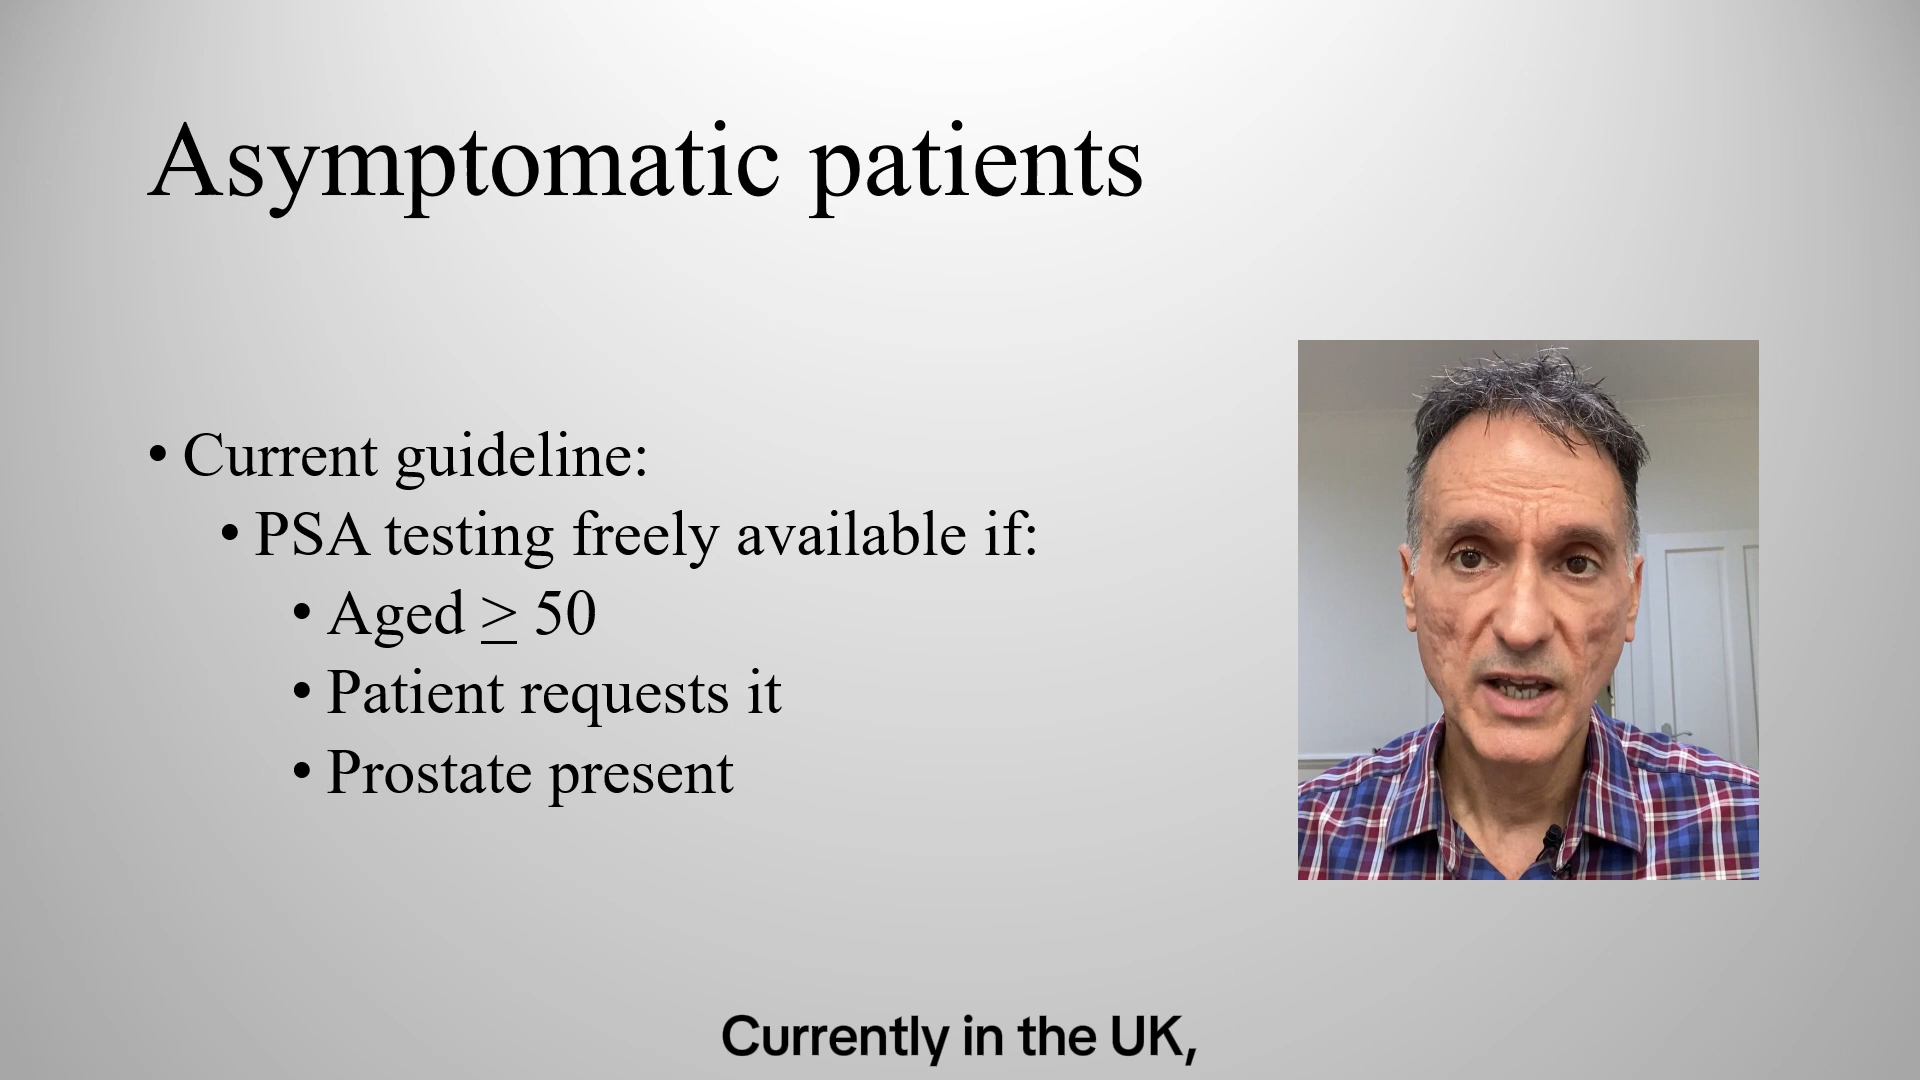 Asymptomatic patients
• Current guideline:
• PSA testing freely available if:
• Aged ≥ 50
• Patient requests it
• Prostate present
Currently in the UK,